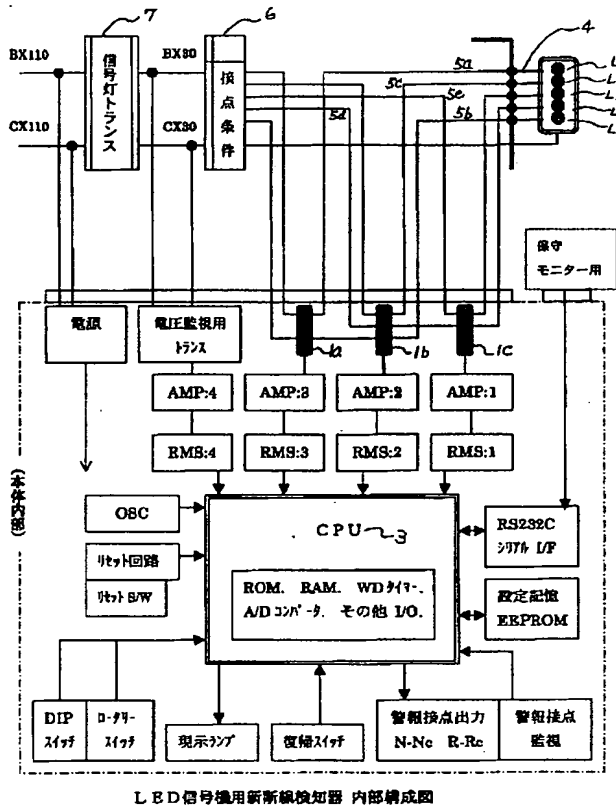 7
6
4
BX110
BX30
CX110
CX30
信号灯トランス
接点条件
5a
5c
5e
5d
5b
L
L
L
L
L
保守
モニター用
電源
電圧監視用
トランス
1a
1b
1c
AMP:4
AMP:3
AMP:2
AMP:1
RMS:4
RMS:3
RMS:2
RMS:1
(本体内部)
OSC
リセット回路
リセットS/W
CPU 3
ROM. RAM. WDタイマー.
A/Dコンバータ. その他 I/O.
RS232C
シリアル I/F
設定記憶
EEPROM
DIP
スイッチ
ロータリー
スイッチ
現示ランプ
復帰スイッチ
警報接点出力
N-Nc R-Rc
警報接点
監視
LED信号機用新断線検知器 内部構成図